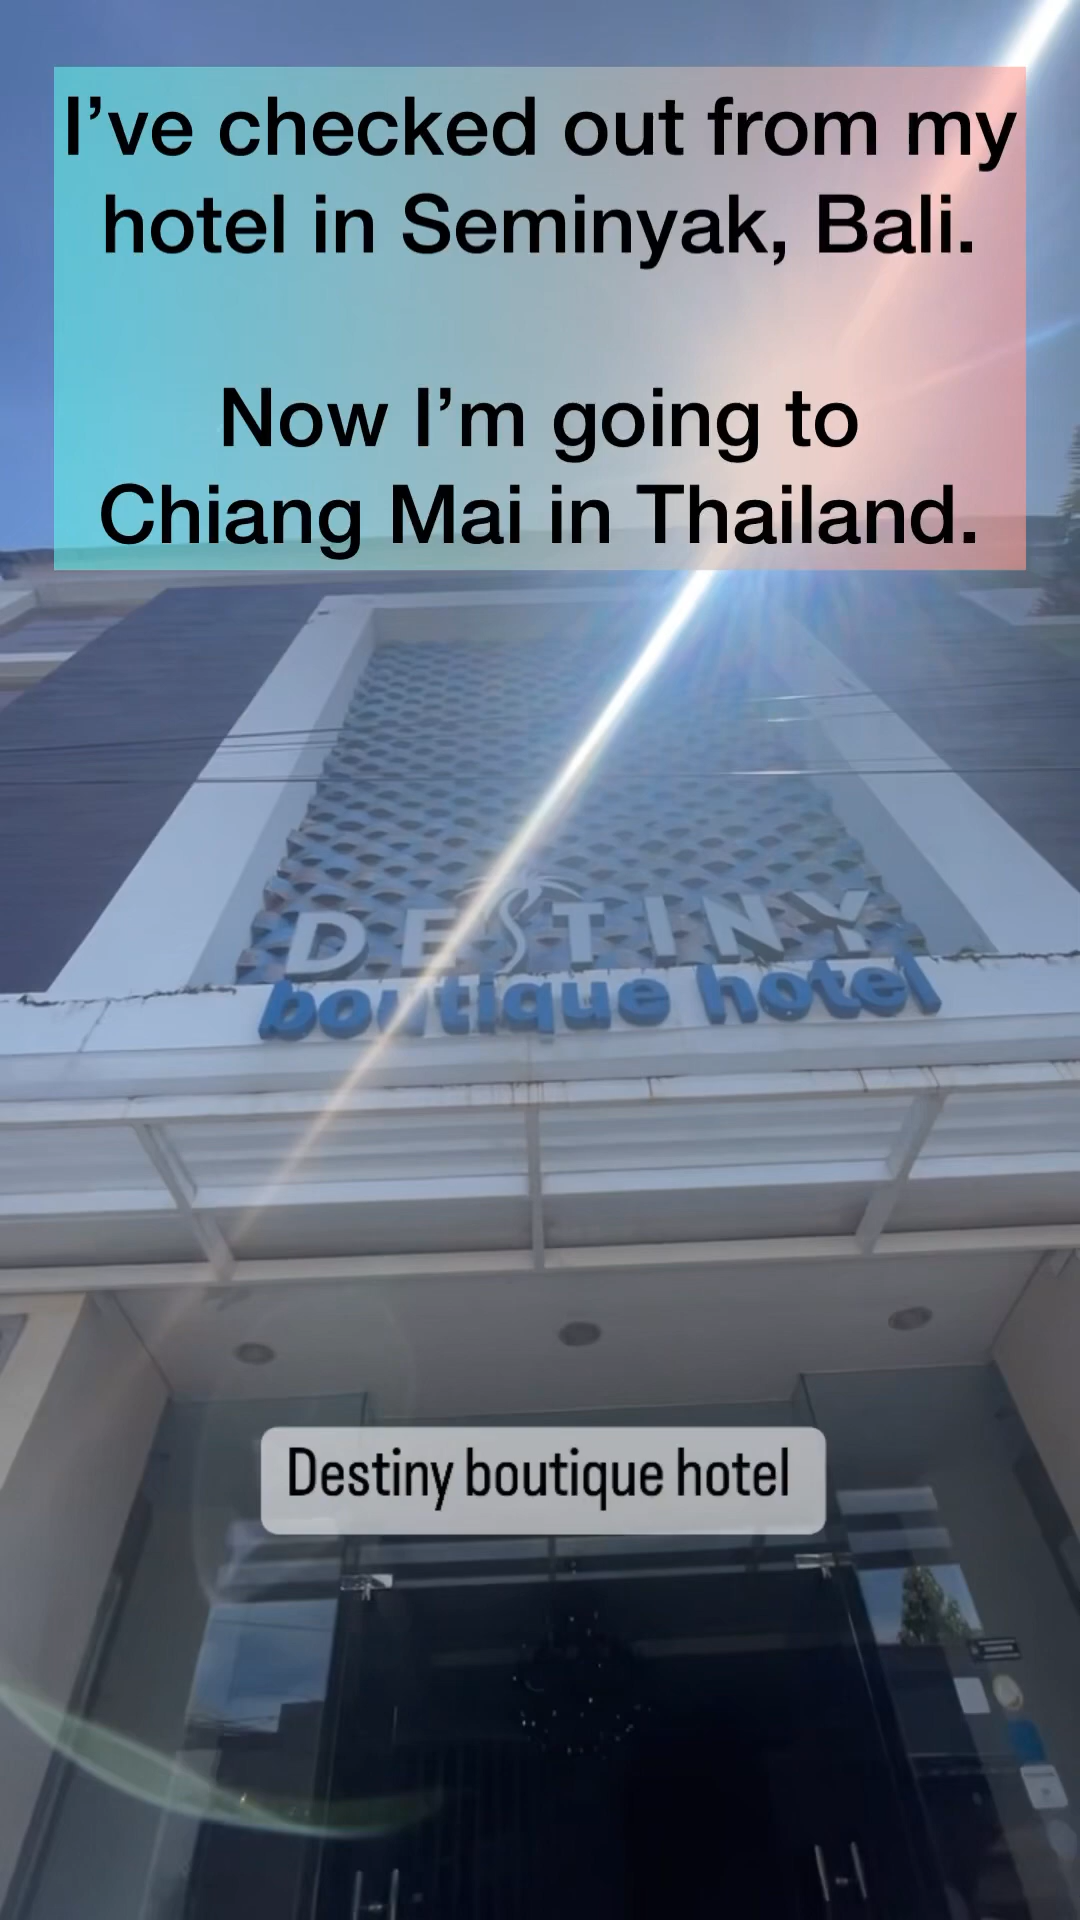 I’ve checked out from my
hotel in Seminyak, Bali.
Now I’m going to
Chiang Mai in Thailand.
DESTINY
boutique hotel
Destiny boutique hotel